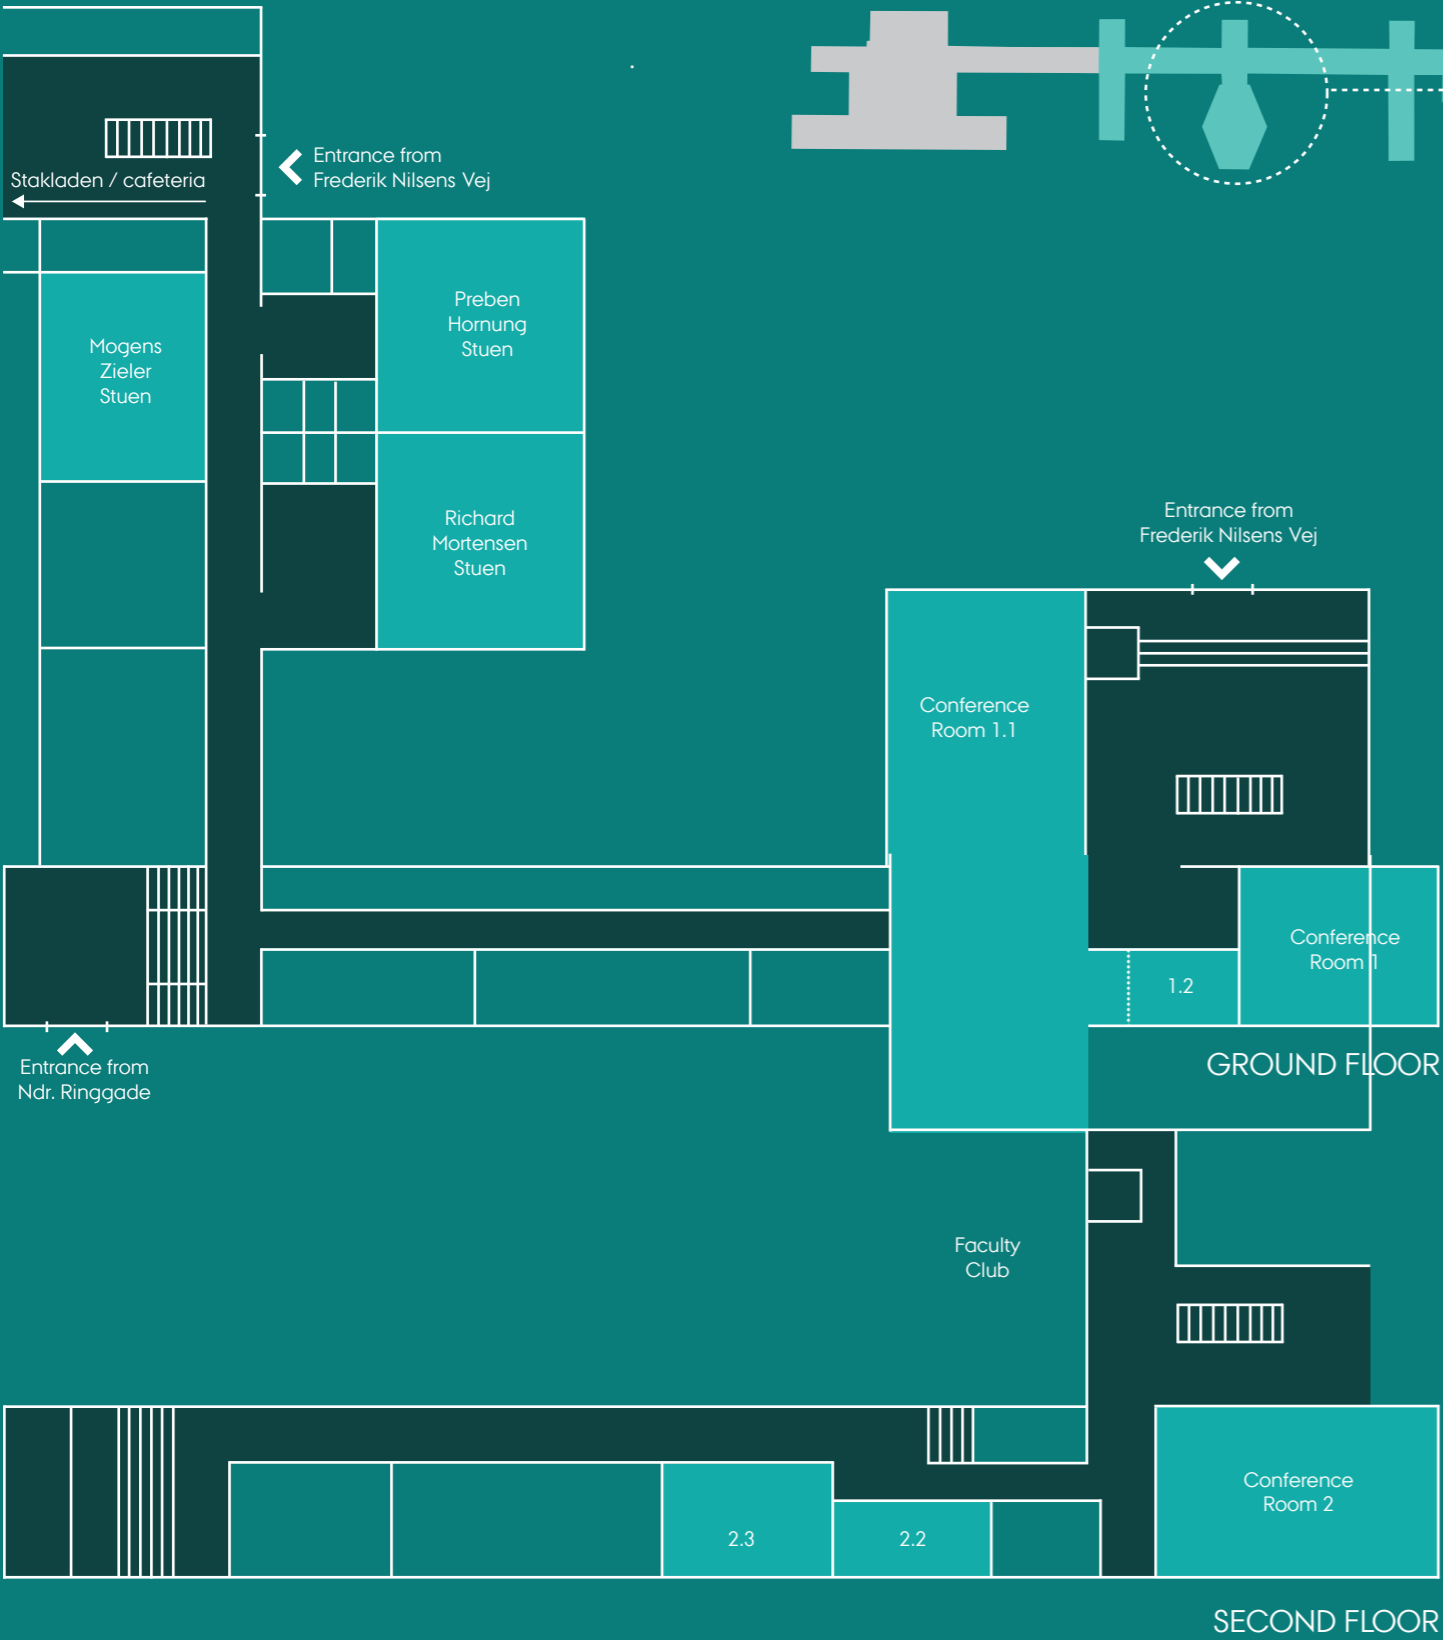 Entrance from
Frederik Nilsens Vej
Stakladen / cafeteria
Preben
Hornung
Stuen
Mogens
Zieler
Stuen
Richard
Mortensen
Stuen
Entrance from
Frederik Nilsens Vej
Conference
Room 1.1
Conference
Room 1
1.2
GROUND FLOOR
Entrance from
Ndr. Ringgade
Faculty
Club
Conference
Room 2
2.3
2.2
SECOND FLOOR